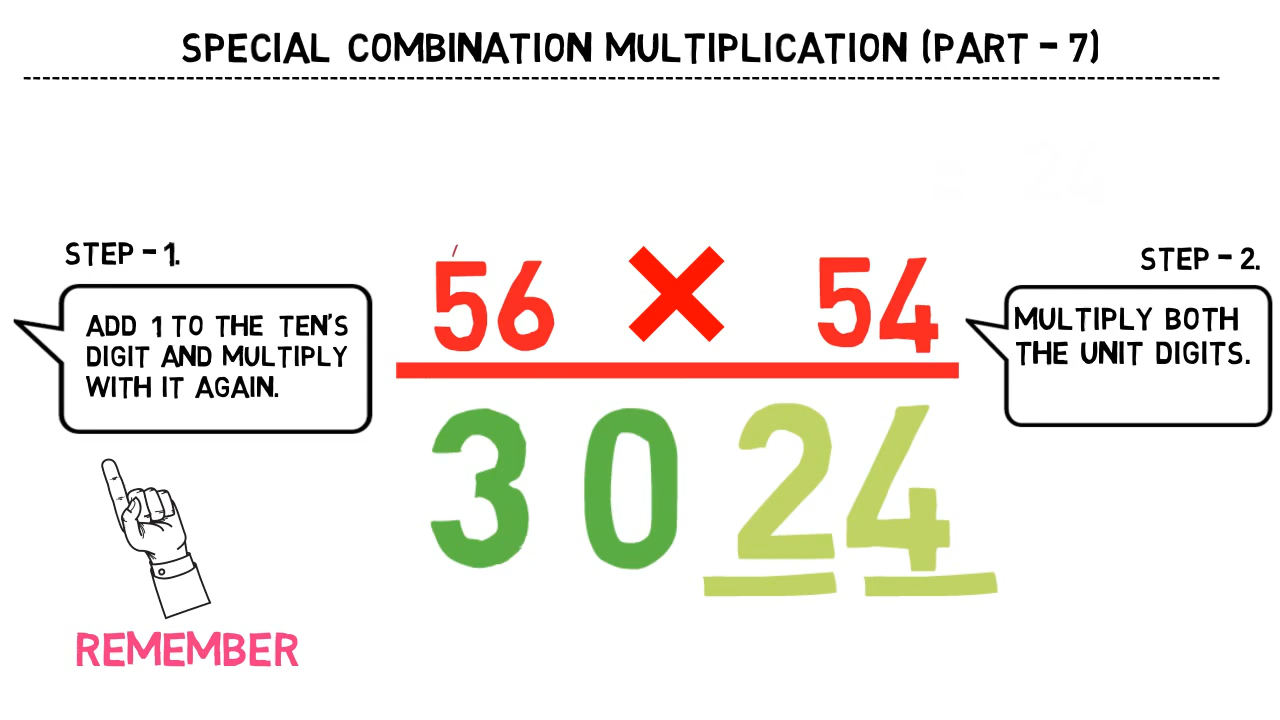 SPECIAL COMBINATION MULTIPLICATION (PART - 7)
STEP - 1.
ADD 1 TO THE TEN'S
DIGIT AND MULTIPLY
WITH IT AGAIN.
56 × 54
3024
STEP - 2.
MULTIPLY BOTH
THE UNIT DIGITS.
REMEMBER
= 24